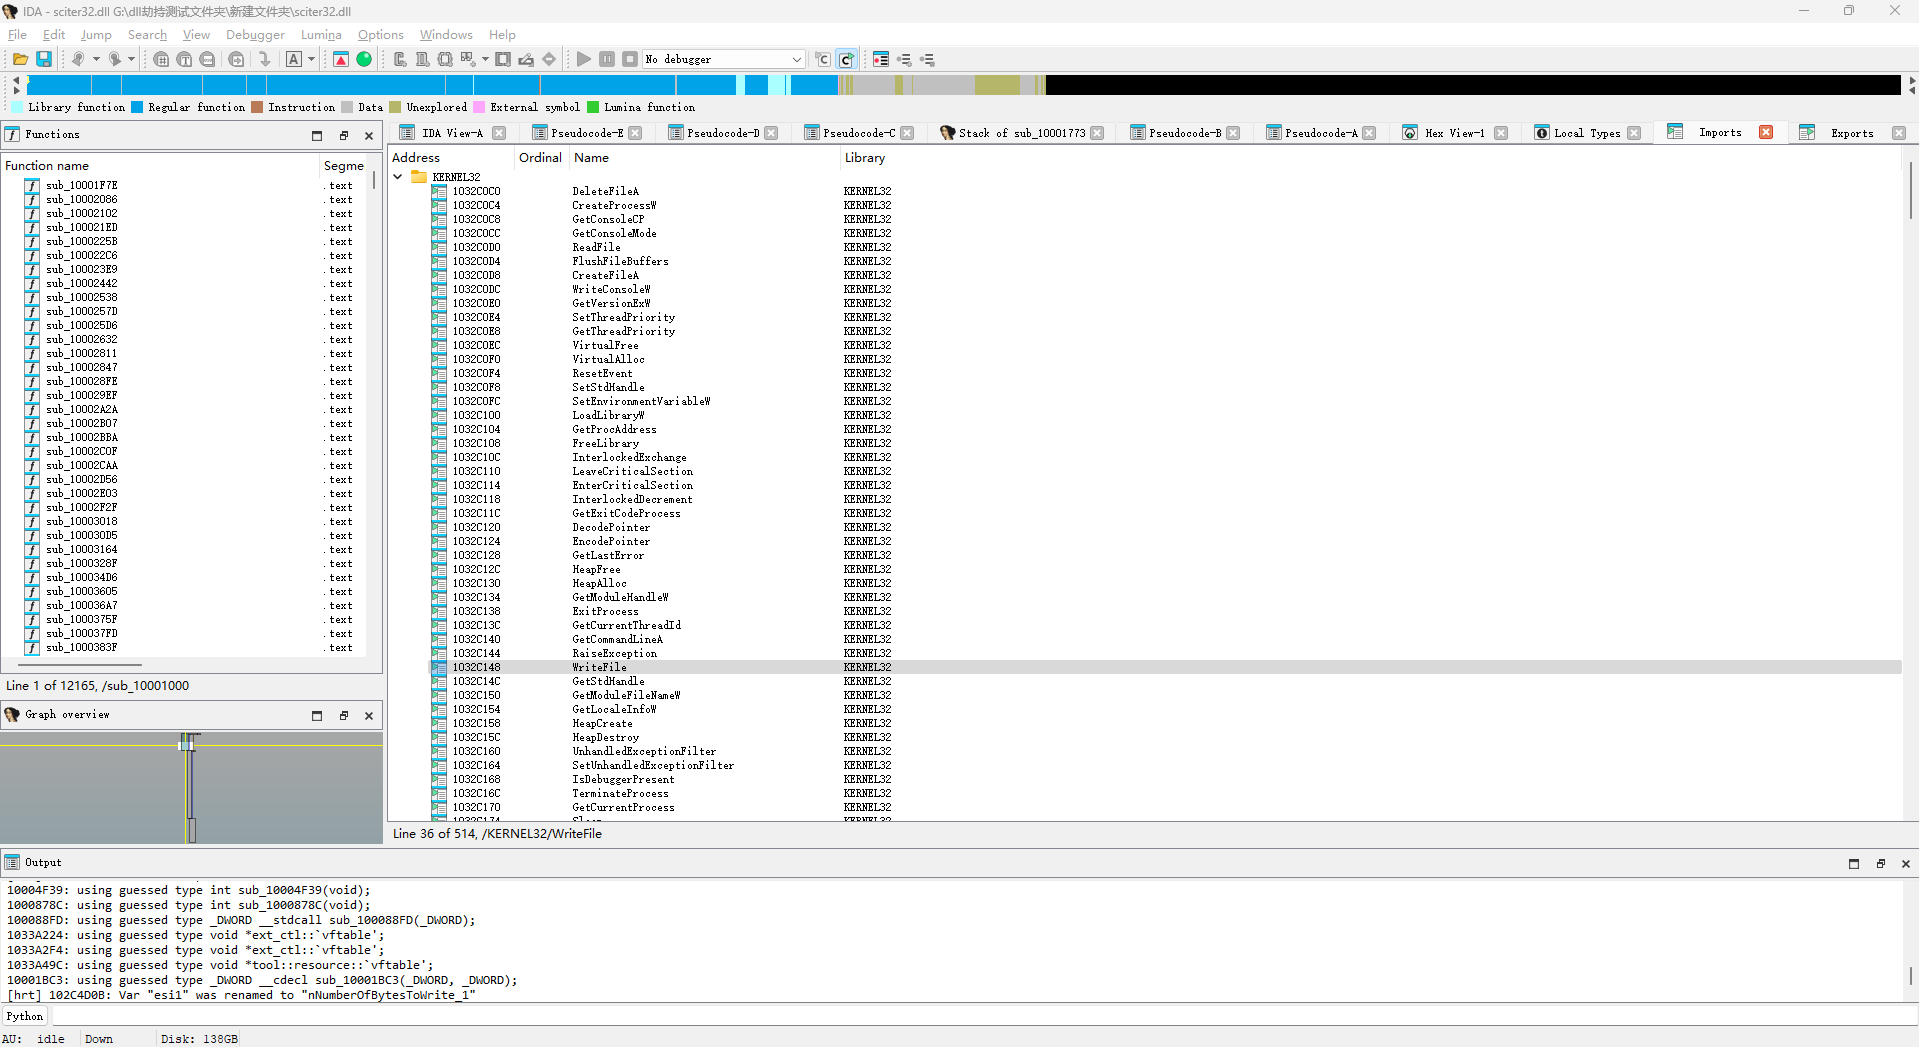 IDA - sciter32.dll G:\dll劫持测试文件夹\新建文件夹\sciter32.dll
File Edit Jump Search View Debugger Lumina Options Windows Help
No debugger
Library function Regular function Instruction Data Unexplored External symbol Lumina function
Functions
Function name Segme
sub_10001F7E .text
sub_10002086 .text
sub_10002102 .text
sub_100021ED .text
sub_1000225B .text
sub_100022C6 .text
sub_100023E9 .text
sub_10002442 .text
sub_10002538 .text
sub_1000257D .text
sub_100025D6 .text
sub_10002632 .text
sub_10002811 .text
sub_10002847 .text
sub_100028FE .text
sub_100029EF .text
sub_10002A2A .text
sub_10002B07 .text
sub_10002BBA .text
sub_10002C0F .text
sub_10002CAA .text
sub_10002D56 .text
sub_10002E03 .text
sub_10002F2F .text
sub_10003018 .text
sub_100030D5 .text
sub_10003164 .text
sub_1000328F .text
sub_100034D6 .text
sub_10003605 .text
sub_100036A7 .text
sub_1000375F .text
sub_100037FD .text
sub_1000383F .text
Line 1 of 12165, /sub_10001000
Graph overview
IDA View-A Pseudocode-E Pseudocode-D Pseudocode-C Stack of sub_10001773 Pseudocode-B Pseudocode-A Hex View-1 Local Types Imports Exports
Address Ordinal Name Library
KERNEL32
1032C0C0 DeleteFileA KERNEL32
1032C0C4 CreateProcessW KERNEL32
1032C0C8 GetConsoleCP KERNEL32
1032C0CC GetConsoleMode KERNEL32
1032C0D0 ReadFile KERNEL32
1032C0D4 FlushFileBuffers KERNEL32
1032C0D8 CreateFileA KERNEL32
1032C0DC WriteConsoleW KERNEL32
1032C0E0 GetVersionExW KERNEL32
1032C0E4 SetThreadPriority KERNEL32
1032C0E8 GetThreadPriority KERNEL32
1032C0EC VirtualFree KERNEL32
1032C0F0 VirtualAlloc KERNEL32
1032C0F4 ResetEvent KERNEL32
1032C0F8 SetStdHandle KERNEL32
1032C0FC SetEnvironmentVariableW KERNEL32
1032C100 LoadLibraryW KERNEL32
1032C104 GetProcAddress KERNEL32
1032C108 FreeLibrary KERNEL32
1032C10C InterlockedExchange KERNEL32
1032C110 LeaveCriticalSection KERNEL32
1032C114 EnterCriticalSection KERNEL32
1032C118 InterlockedDecrement KERNEL32
1032C11C GetExitCodeProcess KERNEL32
1032C120 DecodePointer KERNEL32
1032C124 EncodePointer KERNEL32
1032C128 GetLastError KERNEL32
1032C12C HeapFree KERNEL32
1032C130 HeapAlloc KERNEL32
1032C134 GetModuleHandleW KERNEL32
1032C138 ExitProcess KERNEL32
1032C13C GetCurrentThreadId KERNEL32
1032C140 GetCommandLineA KERNEL32
1032C144 RaiseException KERNEL32
1032C148 WriteFile KERNEL32
1032C14C GetStdHandle KERNEL32
1032C150 GetModuleFileNameW KERNEL32
1032C154 GetLocaleInfoW KERNEL32
1032C158 HeapCreate KERNEL32
1032C15C HeapDestroy KERNEL32
1032C160 UnhandledExceptionFilter KERNEL32
1032C164 SetUnhandledExceptionFilter KERNEL32
1032C168 IsDebuggerPresent KERNEL32
1032C16C TerminateProcess KERNEL32
1032C170 GetCurrentProcess KERNEL32
1032C174 Sleep KERNEL32
Line 36 of 514, /KERNEL32/WriteFile
Output
10004F39: using guessed type int sub_10004F39(void);
1000878C: using guessed type int sub_1000878C(void);
100088FD: using guessed type _DWORD __stdcall sub_100088FD(_DWORD);
1033A224: using guessed type void *ext_ctl::`vftable';
1033A2F4: using guessed type void *ext_ctl::`vftable';
1033A49C: using guessed type void *tool::resource::`vftable';
10001BC3: using guessed type _DWORD __cdecl sub_10001BC3(_DWORD, _DWORD);
[hrt] 102C4D0B: Var "esi1" was renamed to "nNumberOfBytesToWrite_1"
Python
AU: idle Down Disk: 138GB